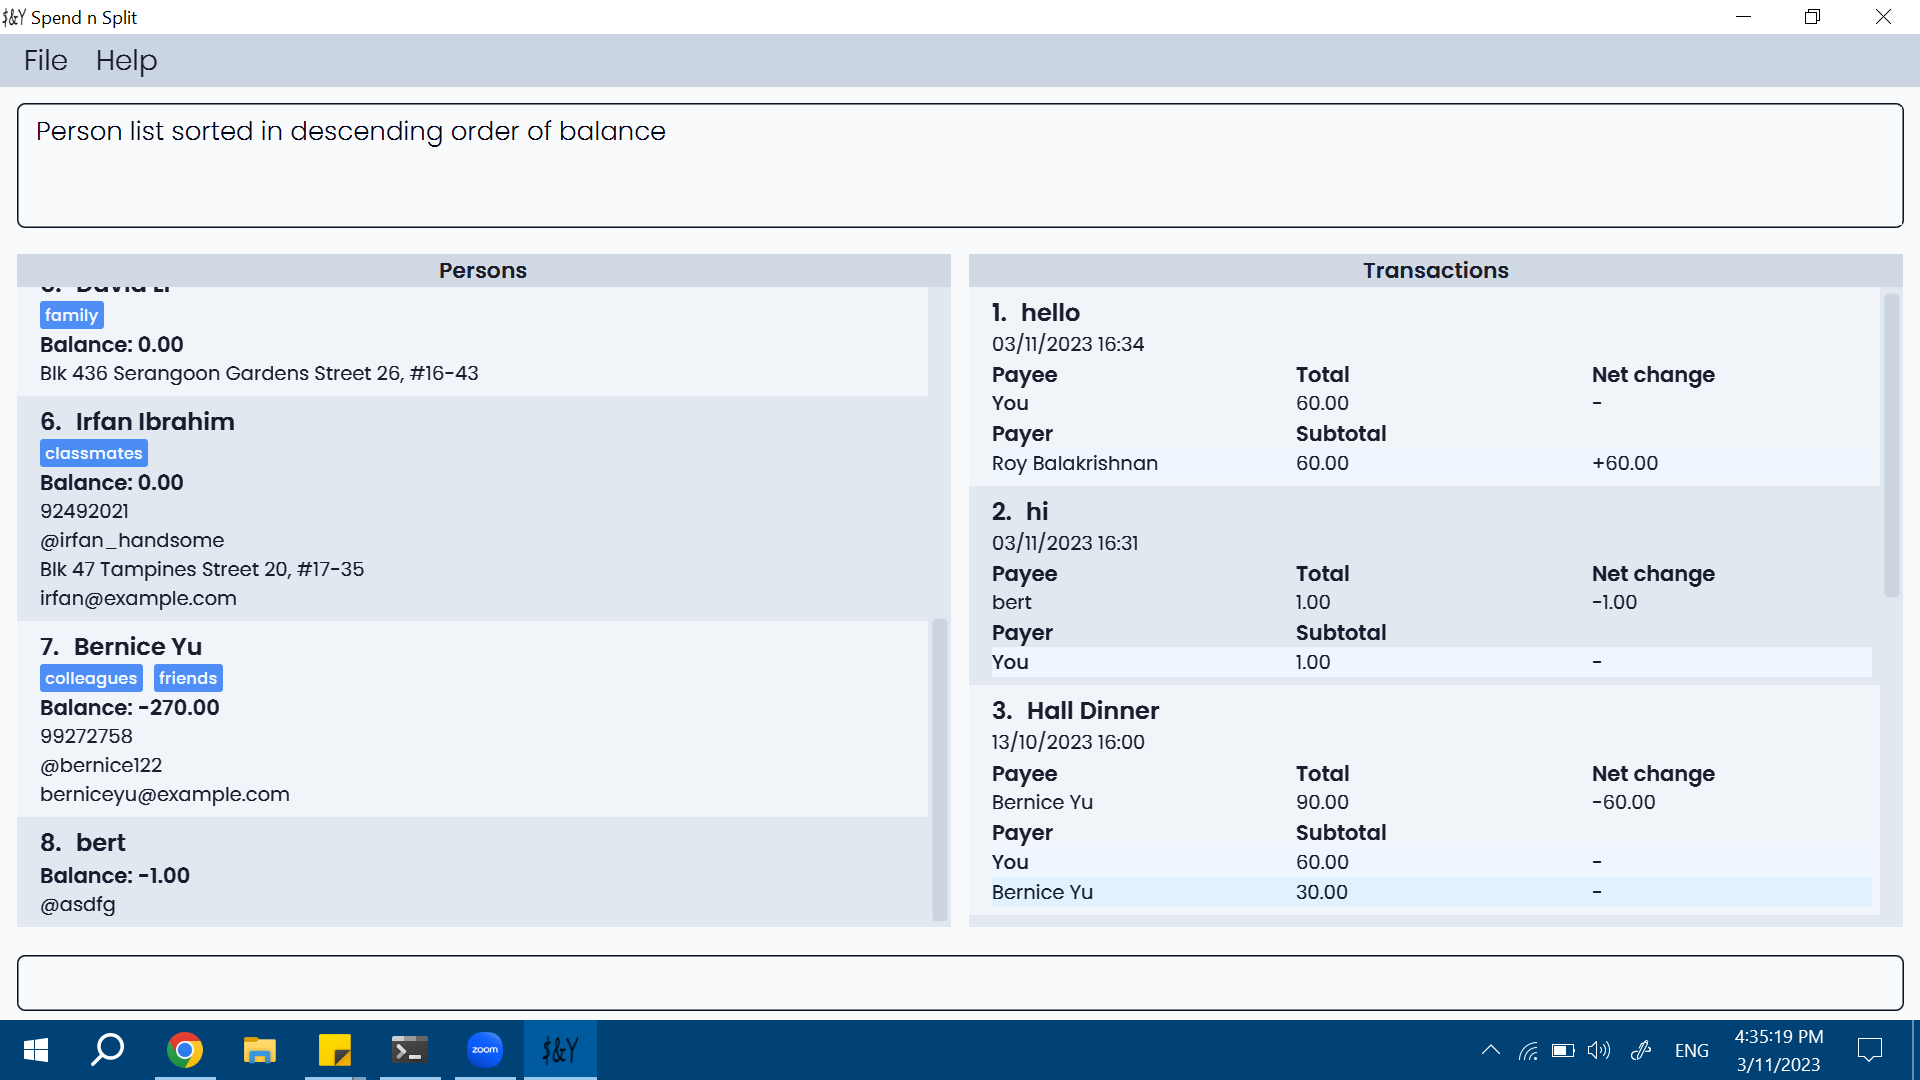 $&Y Spend n Split
File Help
Person list sorted in descending order of balance
Persons
David Li
family
Balance: 0.00
Blk 436 Serangoon Gardens Street 26, #16-43
6. Irfan Ibrahim
classmates
Balance: 0.00
92492021
@irfan_handsome
Blk 47 Tampines Street 20, #17-35
irfan@example.com
7. Bernice Yu
colleagues friends
Balance: -270.00
99272758
@bernice122
berniceyu@example.com
8. bert
Balance: -1.00
@asdfg
Transactions
1. hello
03/11/2023 16:34
Payee Total Net change
You 60.00 -
Payer Subtotal
Roy Balakrishnan 60.00 +60.00
2. hi
03/11/2023 16:31
Payee Total Net change
bert 1.00 -1.00
Payer Subtotal
You 1.00 -
3. Hall Dinner
13/10/2023 16:00
Payee Total Net change
Bernice Yu 90.00 -60.00
Payer Subtotal
You 60.00 -
Bernice Yu 30.00 -
zoom
$&Y
ENG
4:35:19 PM
3/11/2023